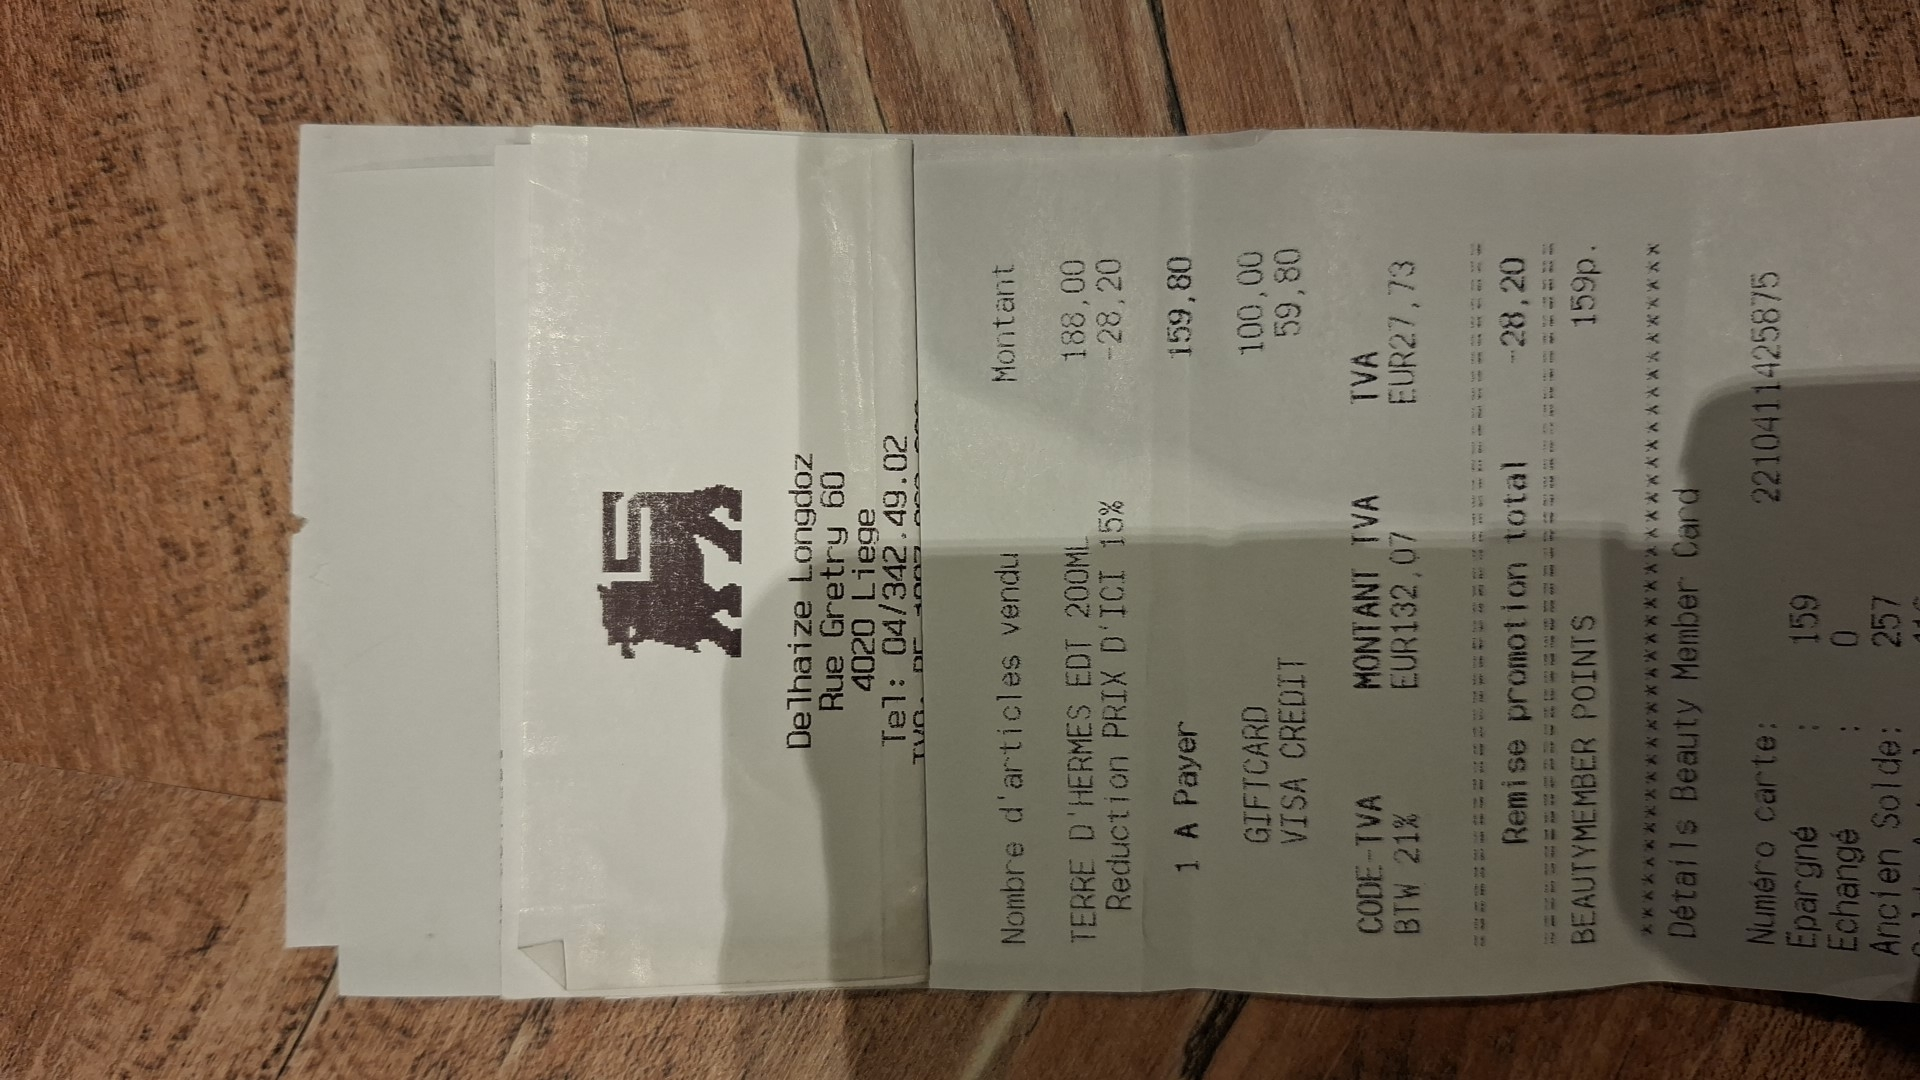 Delhaize Longdoz
Rue Gretry 60
4020 Liege
Tel: 04/342.49.02
Nombre d'articles vendu Montant
TERRE D'HERMES EDT 200ML 188,00
Reduction PRIX D'ICI 15% -28,20
1 A Payer 159,80
GIFTCARD 100,00
VISA CREDIT 59,80
CODE-TVA MONTANT TVA TVA
BTW 21% EUR132,07 EUR27,73
Remise promotion total -28,20
BEAUTYMEMBER POINTS 159p.
Détails Beauty Member Card
Numéro carte: 2210411425875
Epargné : 159
Echangé : 0
Ancien Solde: 257